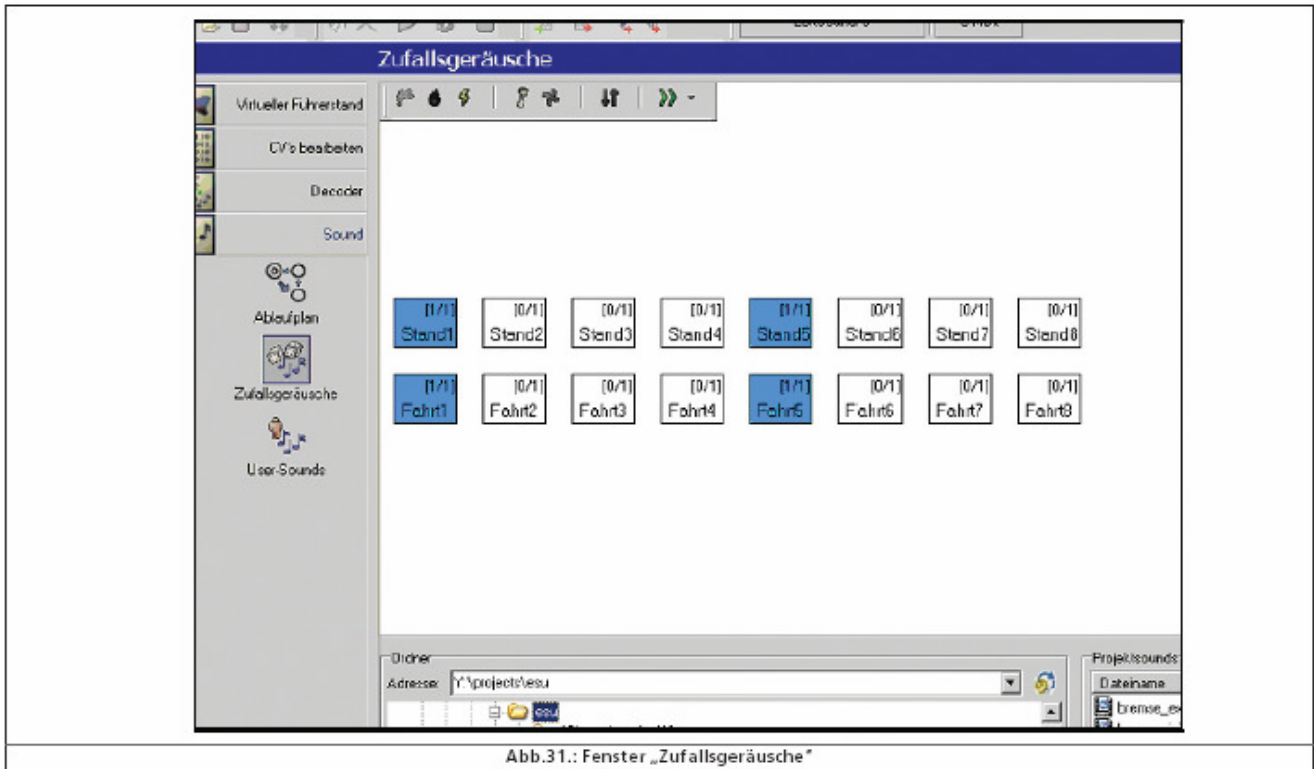 Zufallsgeräusche
Virtueller Führerstand
CV's bearbeiten
Decoder
Sound
Ablaufplan
Zufallsgeräusche
User-Sounds
[1/1] [0/1] [0/1] [0/1] [1/1] [0/1] [0/1] [0/1]
Stand1 Stand2 Stand3 Stand4 Stand5 Stand6 Stand7 Stand8
[1/1] [0/1] [0/1] [0/1] [1/1] [0/1] [0/1] [0/1]
Fahrt1 Fahrt2 Fahrt3 Fahrt4 Fahrt5 Fahrt6 Fahrt7 Fahrt8
Ordner
Adresse: Y:\projects\esu
esu
Projektsounds
Dateiname
bremse_ex
Abb.31.: Fenster „Zufallsgeräusche"